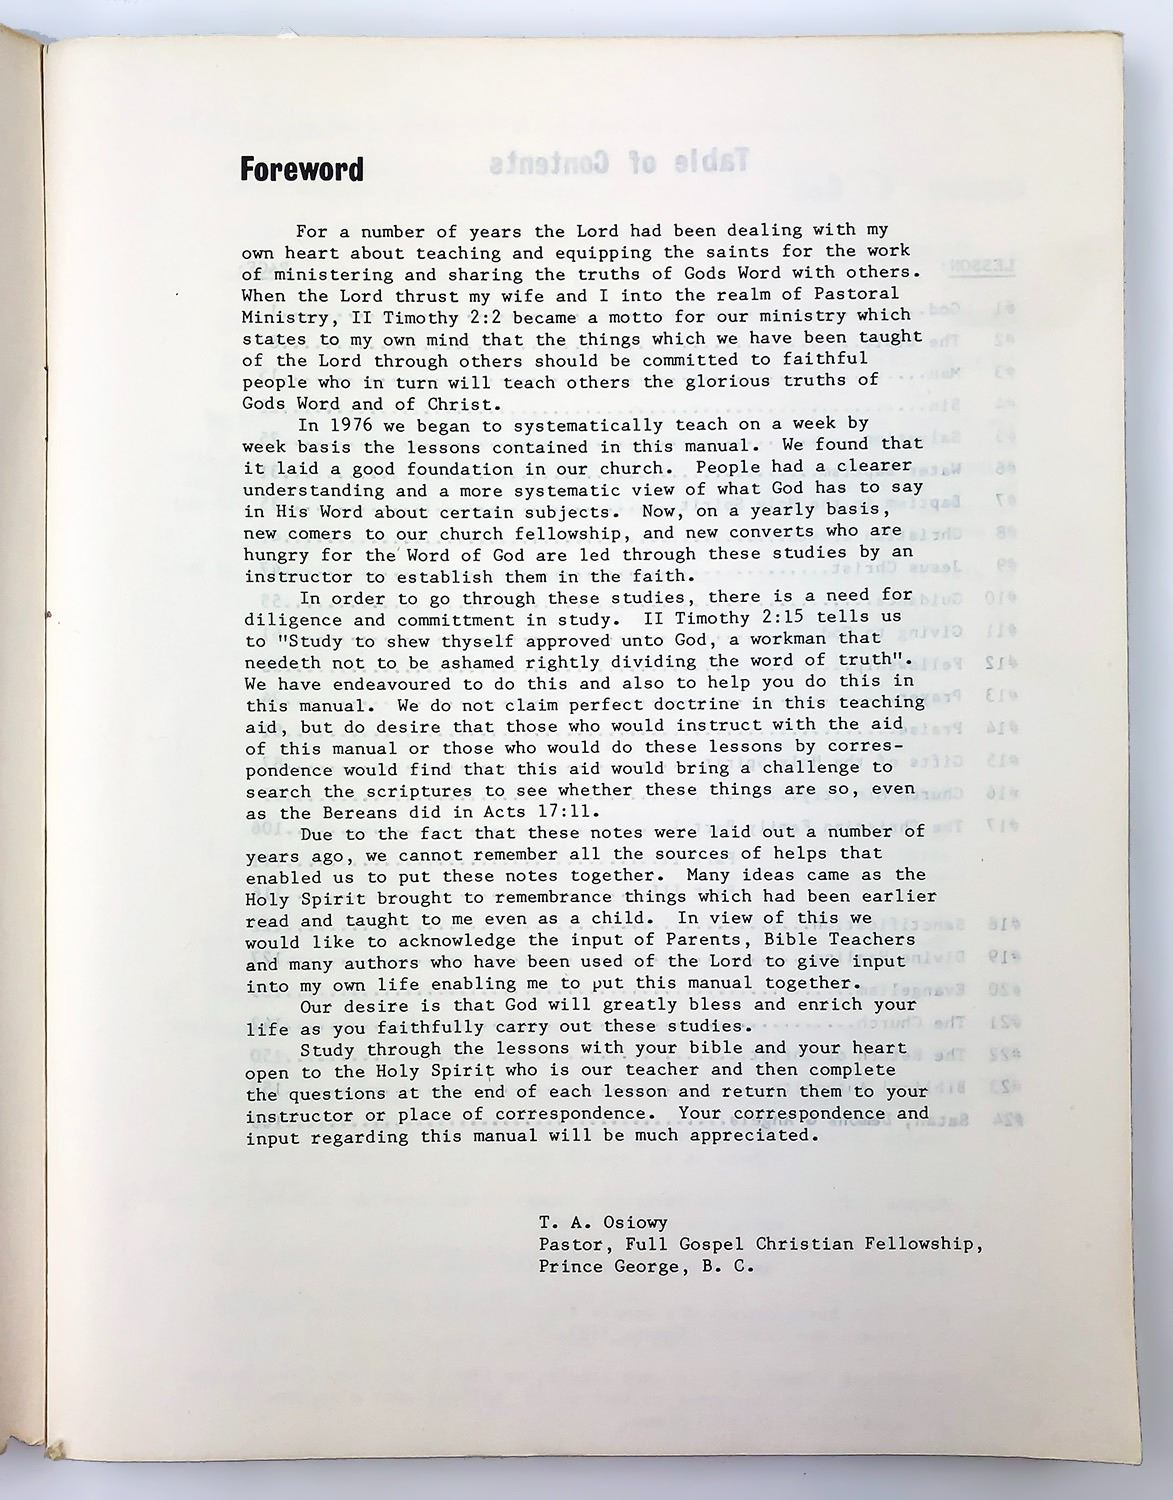 Foreword
For a number of years the Lord had been dealing with my
own heart about teaching and equipping the saints for the work
of ministering and sharing the truths of Gods Word with others.
When the Lord thrust my wife and I into the realm of Pastoral
Ministry, II Timothy 2:2 became a motto for our ministry which
states to my own mind that the things which we have been taught
of the Lord through others should be committed to faithful
people who in turn will teach others the glorious truths of
Gods Word and of Christ.
In 1976 we began to systematically teach on a week by
week basis the lessons contained in this manual. We found that
it laid a good foundation in our church. People had a clearer
understanding and a more systematic view of what God has to say
in His Word about certain subjects. Now, on a yearly basis,
new comers to our church fellowship, and new converts who are
hungry for the Word of God are led through these studies by an
instructor to establish them in the faith.
In order to go through these studies, there is a need for
diligence and committment in study. II Timothy 2:15 tells us
to "Study to shew thyself approved unto God, a workman that
needeth not to be ashamed rightly dividing the word of truth".
We have endeavoured to do this and also to help you do this in
this manual. We do not claim perfect doctrine in this teaching
aid, but do desire that those who would instruct with the aid
of this manual or those who would do these lessons by corres-
pondence would find that this aid would bring a challenge to
search the scriptures to see whether these things are so, even
as the Bereans did in Acts 17:11.
Due to the fact that these notes were laid out a number of
years ago, we cannot remember all the sources of helps that
enabled us to put these notes together. Many ideas came as the
Holy Spirit brought to remembrance things which had been earlier
read and taught to me even as a child. In view of this we
would like to acknowledge the input of Parents, Bible Teachers
and many authors who have been used of the Lord to give input
into my own life enabling me to put this manual together.
Our desire is that God will greatly bless and enrich your
life as you faithfully carry out these studies.
Study through the lessons with your bible and your heart
open to the Holy Spirit who is our teacher and then complete
the questions at the end of each lesson and return them to your
instructor or place of correspondence. Your correspondence and
input regarding this manual will be much appreciated.
T. A. Osiowy
Pastor, Full Gospel Christian Fellowship,
Prince George, B. C.